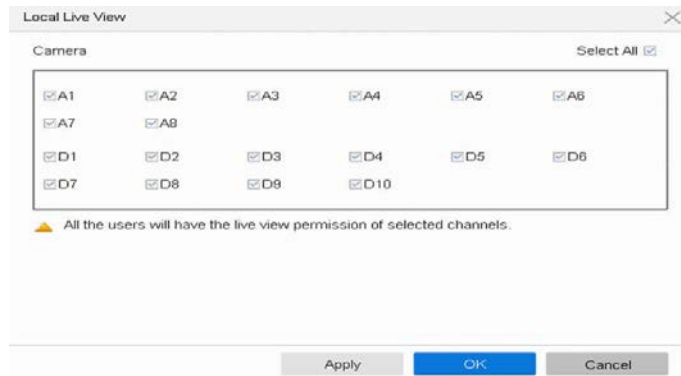 Local Live View
Camera Select All
A1 A2 A3 A4 A5 A6
A7 A8
D1 D2 D3 D4 D5 D6
D7 D8 D9 D10
All the users will have the live view permission of selected channels.
Apply OK Cancel